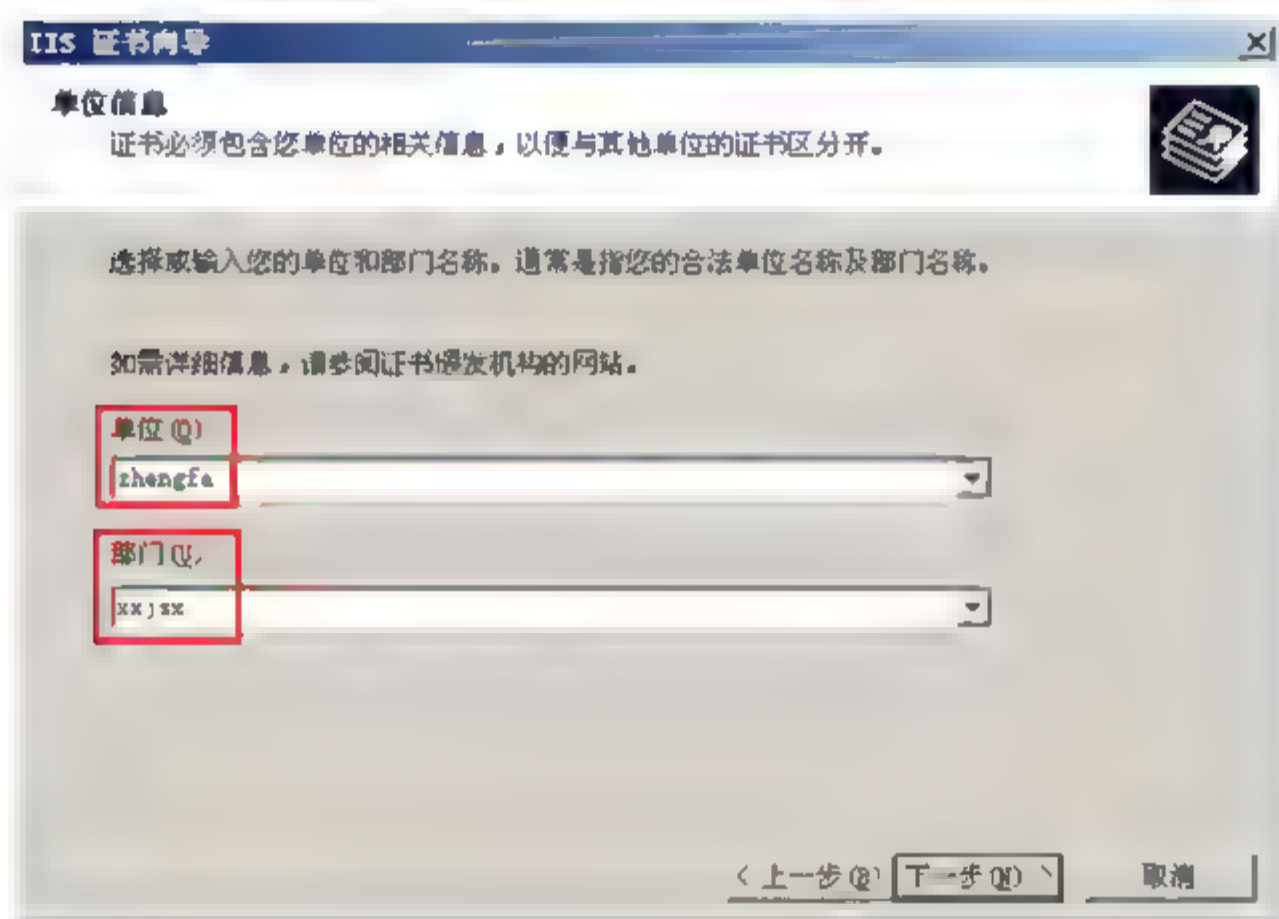 IIS 证书向导
单位信息
证书必须包含您单位的相关信息，以便与其他单位的证书区分开。
选择或输入您的单位和部门名称。通常是指您的合法单位名称及部门名称。
如需详细信息，请参阅证书颁发机构的网站。
单位(O)
zhengfa
部门(U)
xxjsx
< 上一步(B) 下一步(N) > 取消